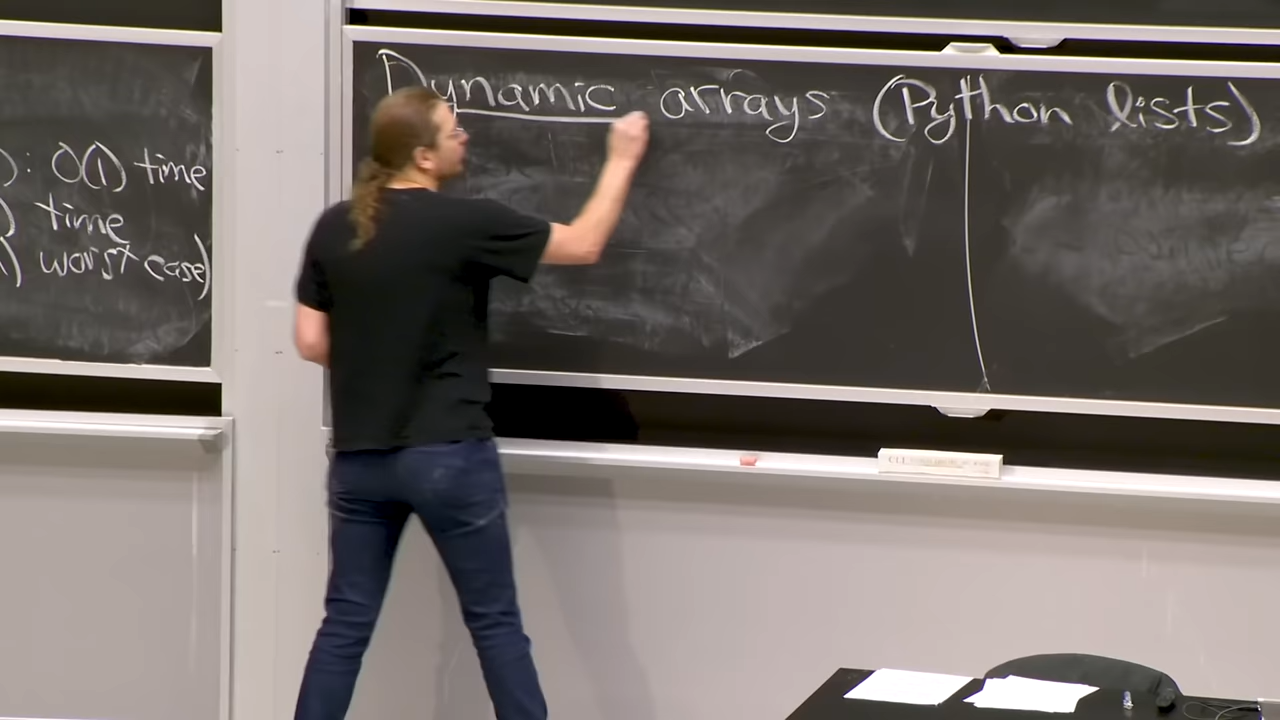 ): O(1) time
) time
) worst case)
Dynamic arrays (Python lists)